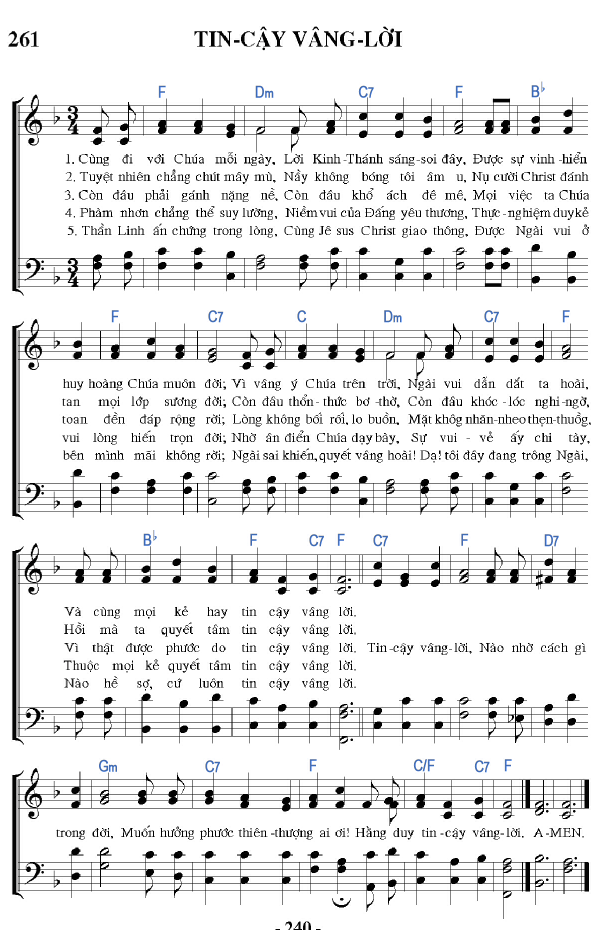 261 TIN-CẬY VÂNG-LỜI
F Dm C7 F B♭
1. Cùng đi với Chúa mỗi ngày, Lời Kinh-Thánh sáng-soi đây, Được sự vinh-hiển
2. Tuyệt nhiên chẳng chút mây mù, Nầy không bóng tôi âm u, Nụ cười Christ đánh
3. Còn đâu phải gánh nặng nề, Còn đâu khổ ách đê mê, Mọi việc ta Chúa
4. Phàm nhơn chẳng thể suy lường, Niềm vui của Đấng yêu thương, Thực-nghiệm duy kẻ
5. Thần Linh ấn chứng trong lòng, Cùng Jê sus Christ giao thông, Được Ngài vui ở
F C7 C Dm C7 F
huy hoàng Chúa muôn đời; Vì vâng ý Chúa trên trời, Ngài vui dẫn dắt ta hoài,
tan mọi lớp sương đời; Còn đâu thổn-thức bơ-thờ, Còn đâu khóc-lóc nghi-ngờ,
toan đền đáp rộng rời; Lòng không bối rối, lo buồn, Mặt không nhăn-nheo thẹn-thuồg,
vui lòng hiến trọn đời; Nhờ ân điển Chúa dạy bày, Sự vui-vẻ ấy chi tày,
bên mình mãi không rời; Ngài sai khiến, quyết vâng hoài! Dạ! tôi đầy đang trông Ngài,
B♭ F C7 F C7 F D7
Và cùng mọi kẻ hay tin cậy vâng lời,
Hồi mà ta quyết tâm tin cậy vâng lời,
Vì thật được phước do tin cậy vâng lời, Tin-cậy vâng-lời, Nào nhờ cách gì
Thuộc mọi kẻ quyết tâm tin cậy vâng lời,
Nào hề sợ, cứ luôn tin cậy vâng lời.
Gm C7 F C/F C7 F
trong đời, Muốn hưởng phước thiên-thượng ai ơi! Hằng duy tin-cậy vâng-lời. A-MEN.
- 240 -